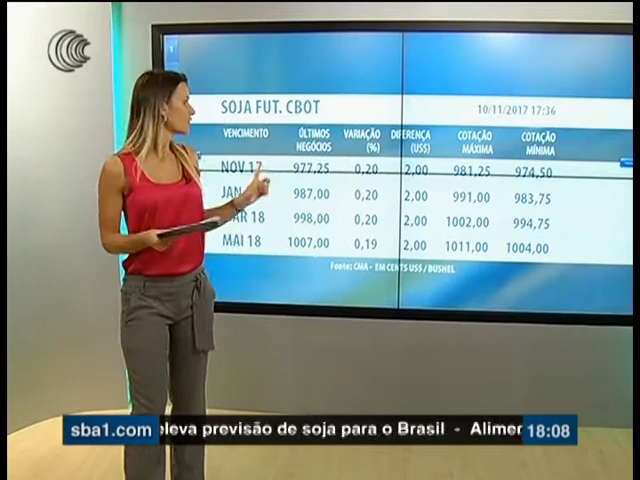 1
SOJA FUT. CBOT 10/11/2017 17:36
VENCIMENTO ÚLTIMOS NEGÓCIOS VARIAÇÃO (%) DIFERENÇA (US$) COTAÇÃO MÁXIMA COTAÇÃO MÍNIMA
NOV 17 977,25 0,20 2,00 981,25 974,50
JAN 987,00 0,20 2,00 991,00 983,75
MAR 18 998,00 0,20 2,00 1002,00 994,75
MAI 18 1007,00 0,19 2,00 1011,00 1004,00
Fonte: CMA - EM CENTS US$ / BUSHEL
sba1.com eleva previsão de soja para o Brasil - Alimer 18:08